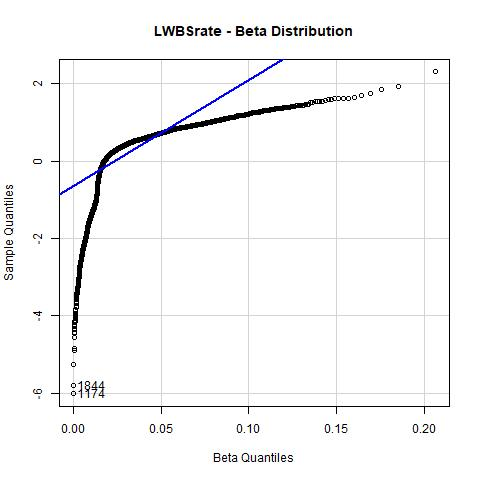 LWBSrate - Beta Distribution
2
0
-2
-4
-6
Sample Quantiles
1844
1174
0.00 0.05 0.10 0.15 0.20
Beta Quantiles